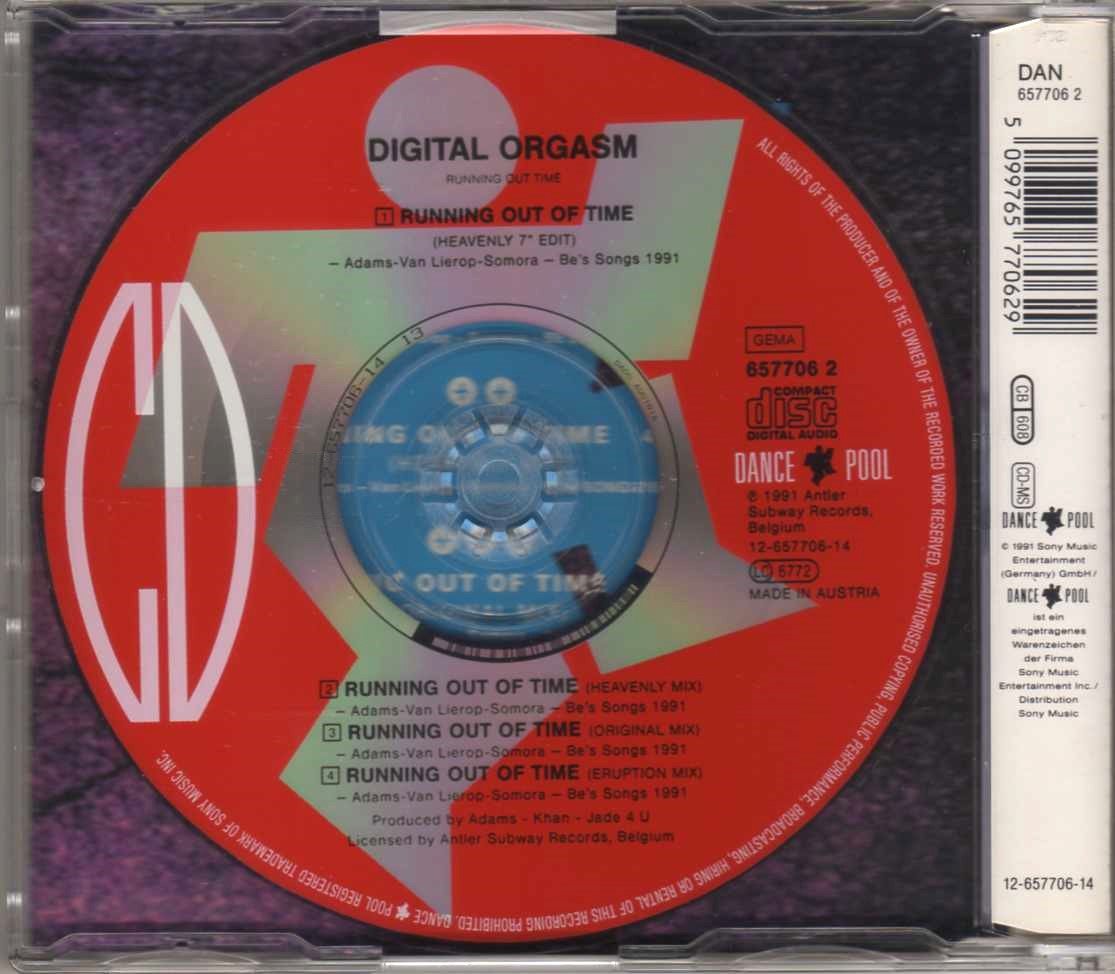 DIGITAL ORGASM
RUNNING OUT TIME
1 RUNNING OUT OF TIME
(HEAVENLY 7" EDIT)
– Adams-Van Lierop-Somora – Be's Songs 1991
CD
GEMA
657706 2
COMPACT
disc
DIGITAL AUDIO
DANCE POOL
℗ 1991 Antler
Subway Records,
Belgium
12-657706-14
LC 6772
MADE IN AUSTRIA
12-657706-14 13
OUT OF TIME
2 RUNNING OUT OF TIME (HEAVENLY MIX)
– Adams-Van Lierop-Somora – Be's Songs 1991
3 RUNNING OUT OF TIME (ORIGINAL MIX)
– Adams-Van Lierop-Somora – Be's Songs 1991
4 RUNNING OUT OF TIME (ERUPTION MIX)
– Adams-Van Lierop-Somora – Be's Songs 1991
Produced by Adams - Khan - Jade 4 U
Licensed by Antler Subway Records, Belgium
ALL RIGHTS OF THE PRODUCER AND OF THE OWNER OF THE RECORDED WORK RESERVED. UNAUTHORISED COPYING, PUBLIC PERFORMANCE, BROADCASTING, HIRING OR RENTAL OF THIS RECORDING PROHIBITED. DANCE POOL REGISTERED TRADEMARK OF SONY MUSIC INC.
DAN
657706 2
5 099765 770629
CB 608
CD-MS
DANCE POOL
© 1991 Sony Music
Entertainment
(Germany) GmbH/
DANCE POOL
ist ein
eingetragenes
Warenzeichen
der Firma
Sony Music
Entertainment Inc./
Distribution
Sony Music
12-657706-14